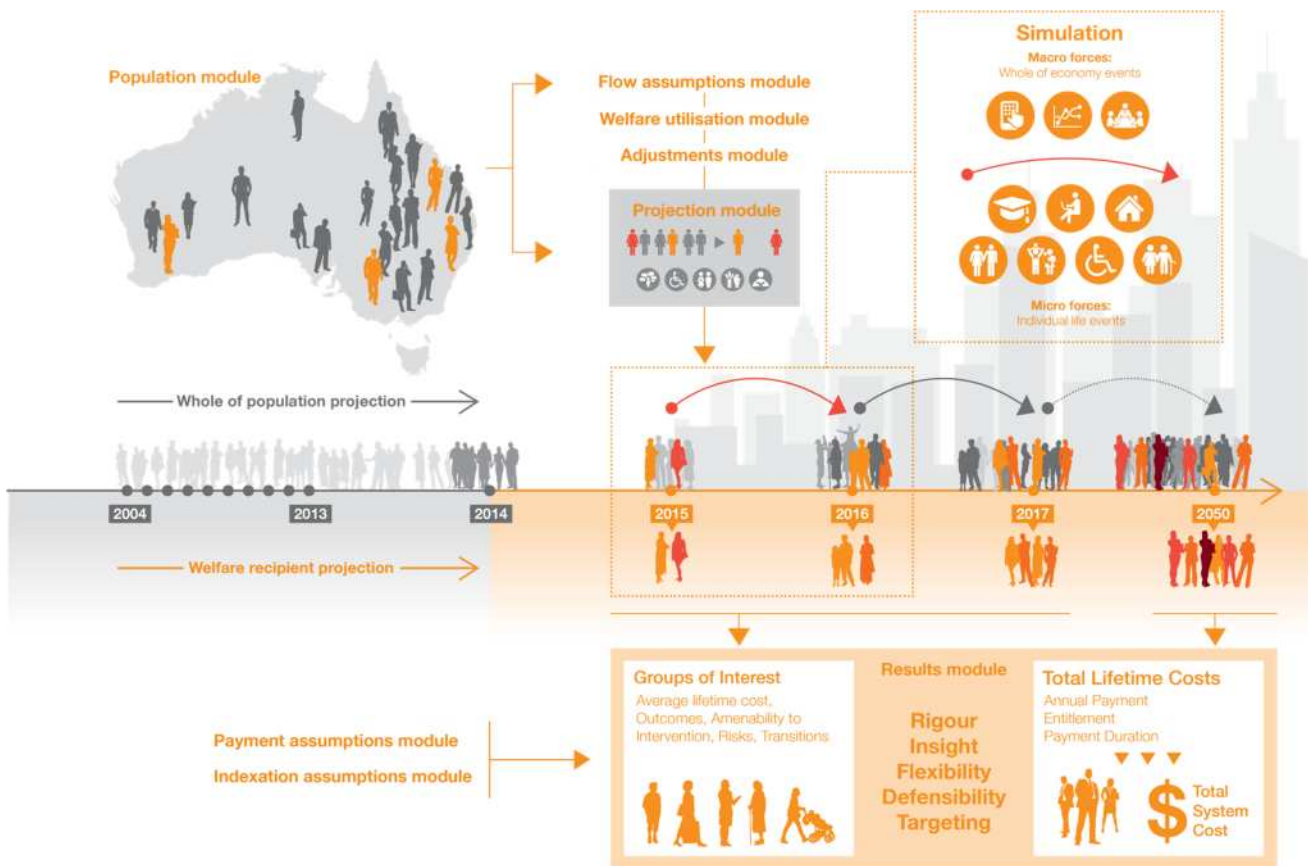 Population module
Flow assumptions module
Welfare utilisation module
Adjustments module
Projection module
Simulation
Macro forces:
Whole of economy events
Micro forces:
Individual life events
Whole of population projection
2004
2013
2014
2015
2016
2017
2050
Welfare recipient projection
Payment assumptions module
Indexation assumptions module
Groups of Interest
Average lifetime cost,
Outcomes, Amenability to
Intervention, Risks, Transitions
Results module
Rigour
Insight
Flexibility
Defensibility
Targeting
Total Lifetime Costs
Annual Payment
Entitlement
Payment Duration
$
Total
System
Cost